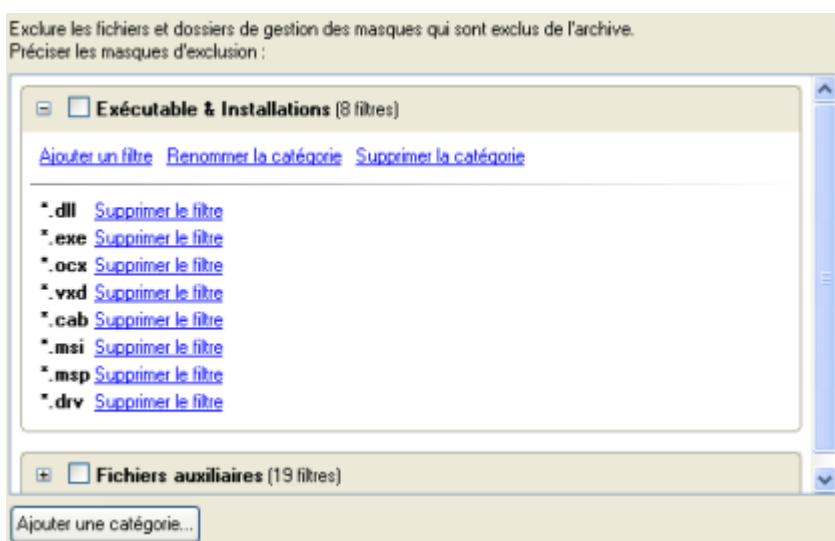 Exclure les fichiers et dossiers de gestion des masques qui sont exclus de l'archive.
Préciser les masques d'exclusion :
Exécutable & Installations (8 filtres)
Ajouter un filtre Renommer la catégorie Supprimer la catégorie
*.dll Supprimer le filtre
*.exe Supprimer le filtre
*.ocx Supprimer le filtre
*.vxd Supprimer le filtre
*.cab Supprimer le filtre
*.msi Supprimer le filtre
*.msp Supprimer le filtre
*.drv Supprimer le filtre
Fichiers auxiliaires (19 filtres)
Ajouter une catégorie...